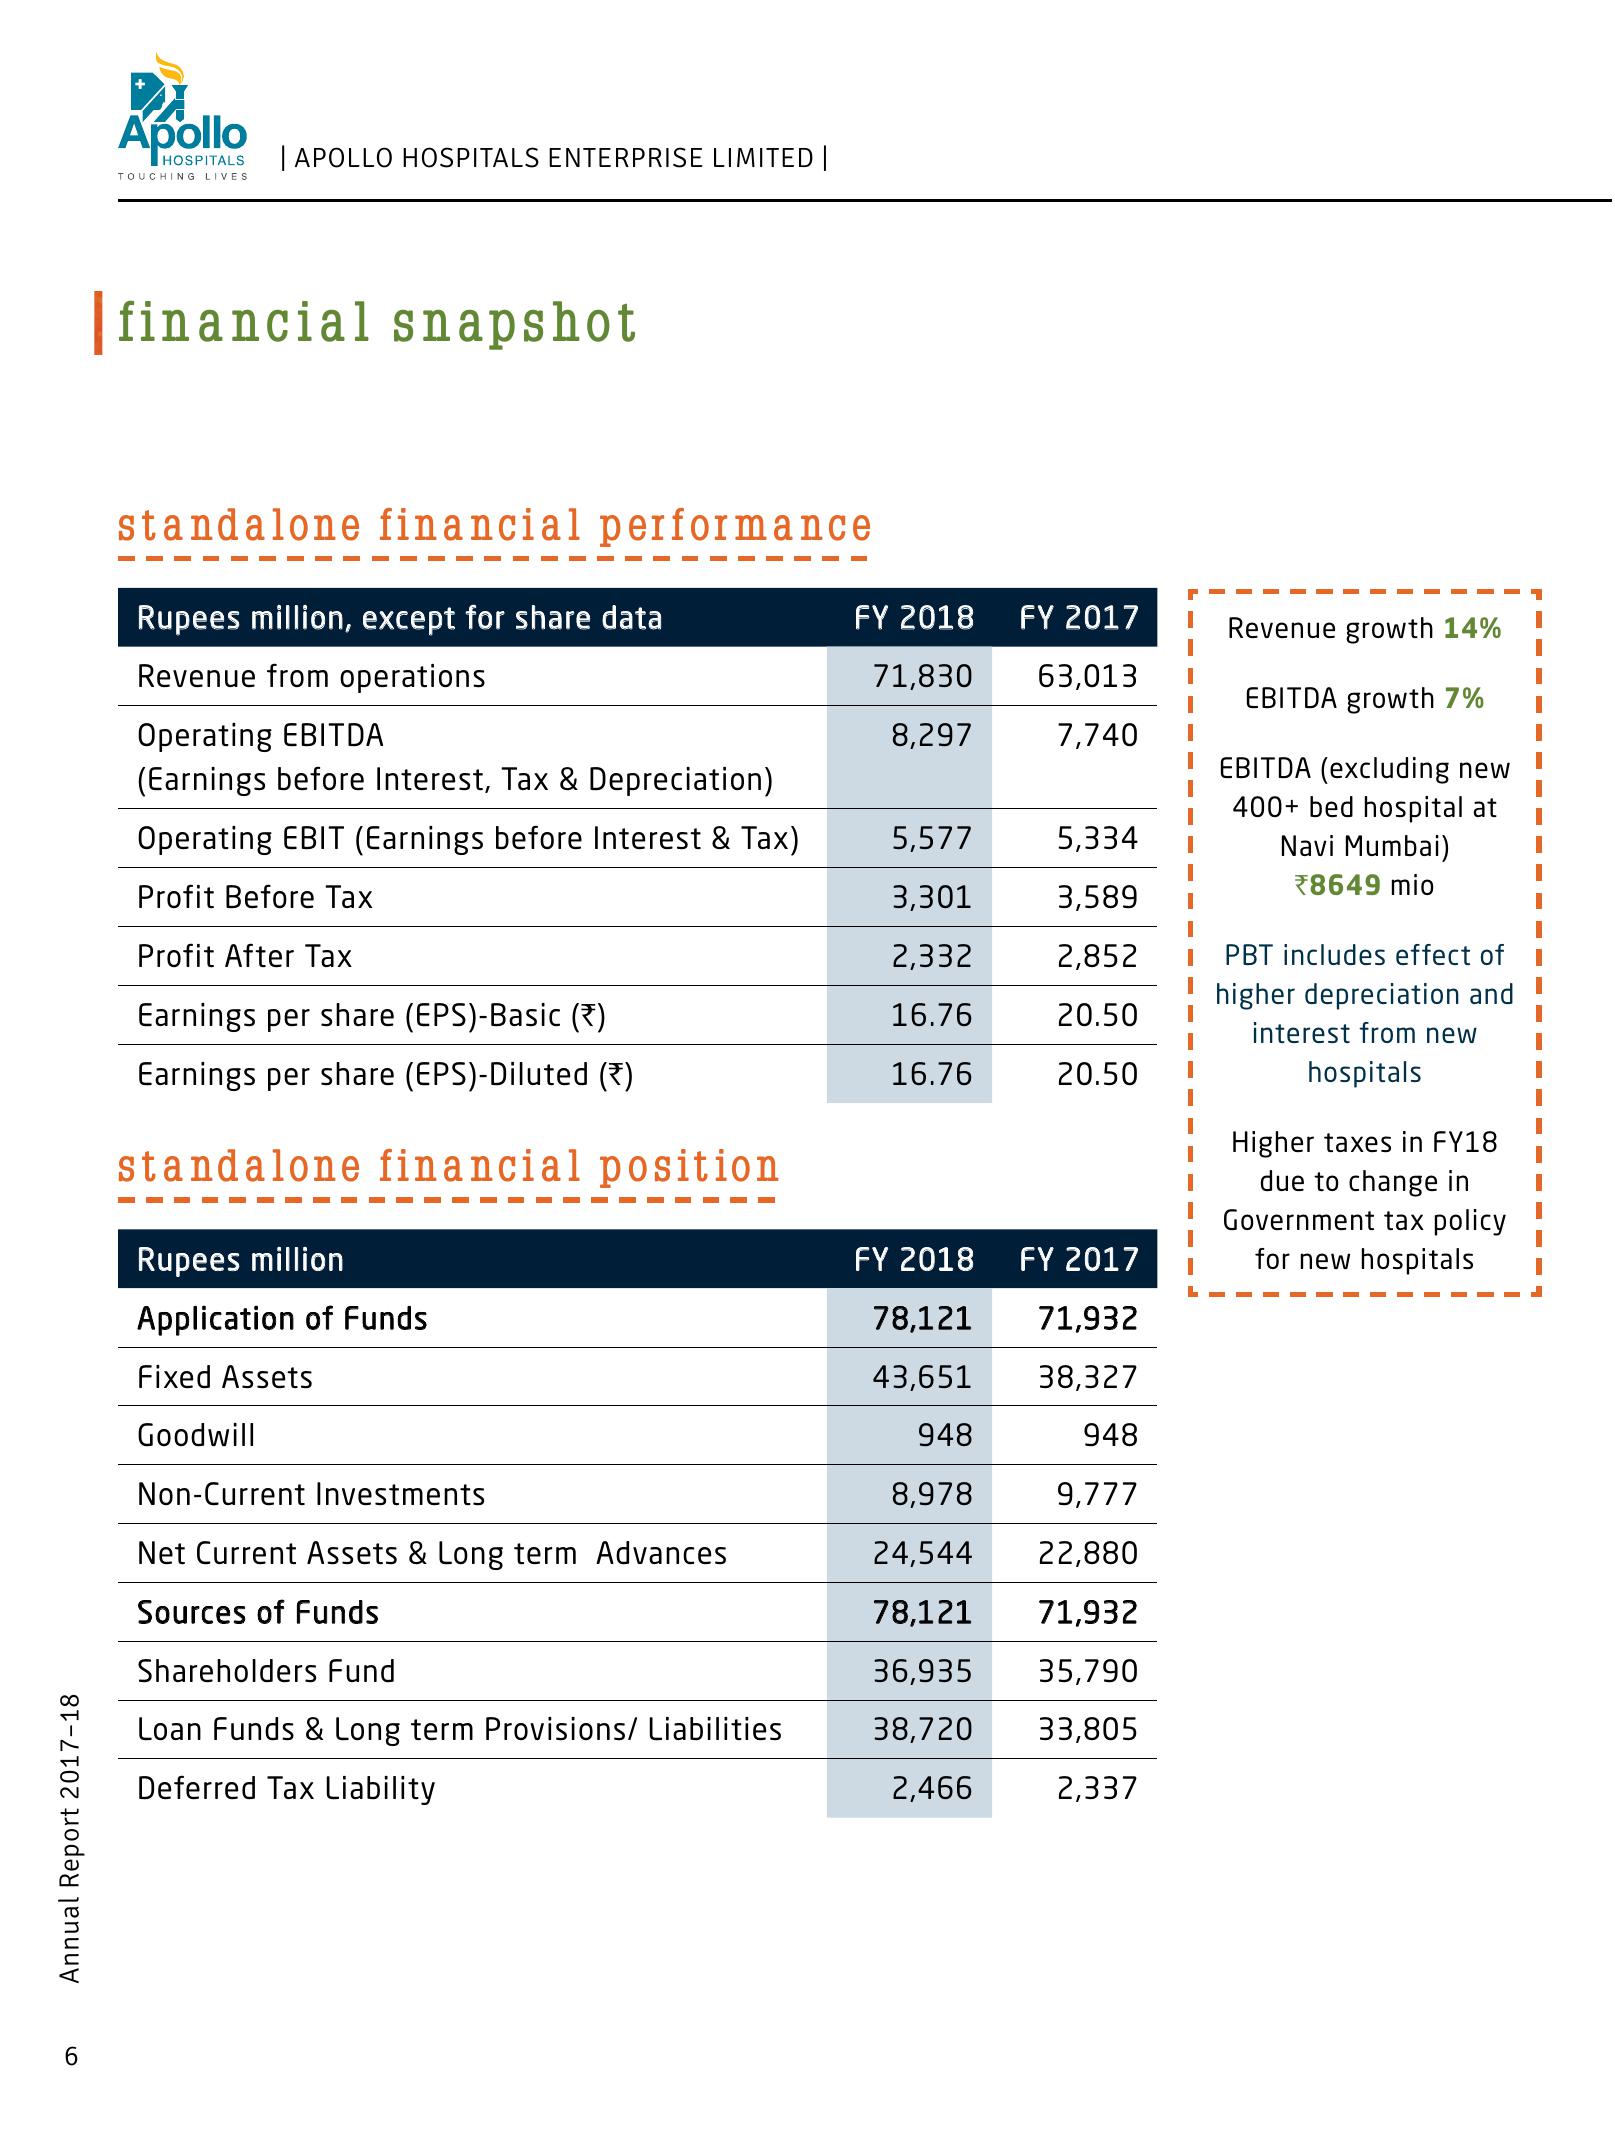 Apollo
HOSPITALS
TOUCHING LIVES
| APOLLO HOSPITALS ENTERPRISE LIMITED |
financial snapshot
standalone financial performance
Rupees million, except for share data FY 2018 FY 2017
Revenue from operations 71,830 63,013
Operating EBITDA 8,297 7,740
(Earnings before Interest, Tax & Depreciation)
Operating EBIT (Earnings before Interest & Tax) 5,577 5,334
Profit Before Tax 3,301 3,589
Profit After Tax 2,332 2,852
Earnings per share (EPS)-Basic (₹) 16.76 20.50
Earnings per share (EPS)-Diluted (₹) 16.76 20.50
Revenue growth 14%
EBITDA growth 7%
EBITDA (excluding new
400+ bed hospital at
Navi Mumbai)
₹8649 mio
PBT includes effect of
higher depreciation and
interest from new
hospitals
Higher taxes in FY18
due to change in
Government tax policy
for new hospitals
standalone financial position
Rupees million FY 2018 FY 2017
Application of Funds 78,121 71,932
Fixed Assets 43,651 38,327
Goodwill 948 948
Non-Current Investments 8,978 9,777
Net Current Assets & Long term Advances 24,544 22,880
Sources of Funds 78,121 71,932
Shareholders Fund 36,935 35,790
Loan Funds & Long term Provisions/ Liabilities 38,720 33,805
Deferred Tax Liability 2,466 2,337
Annual Report 2017-18
6